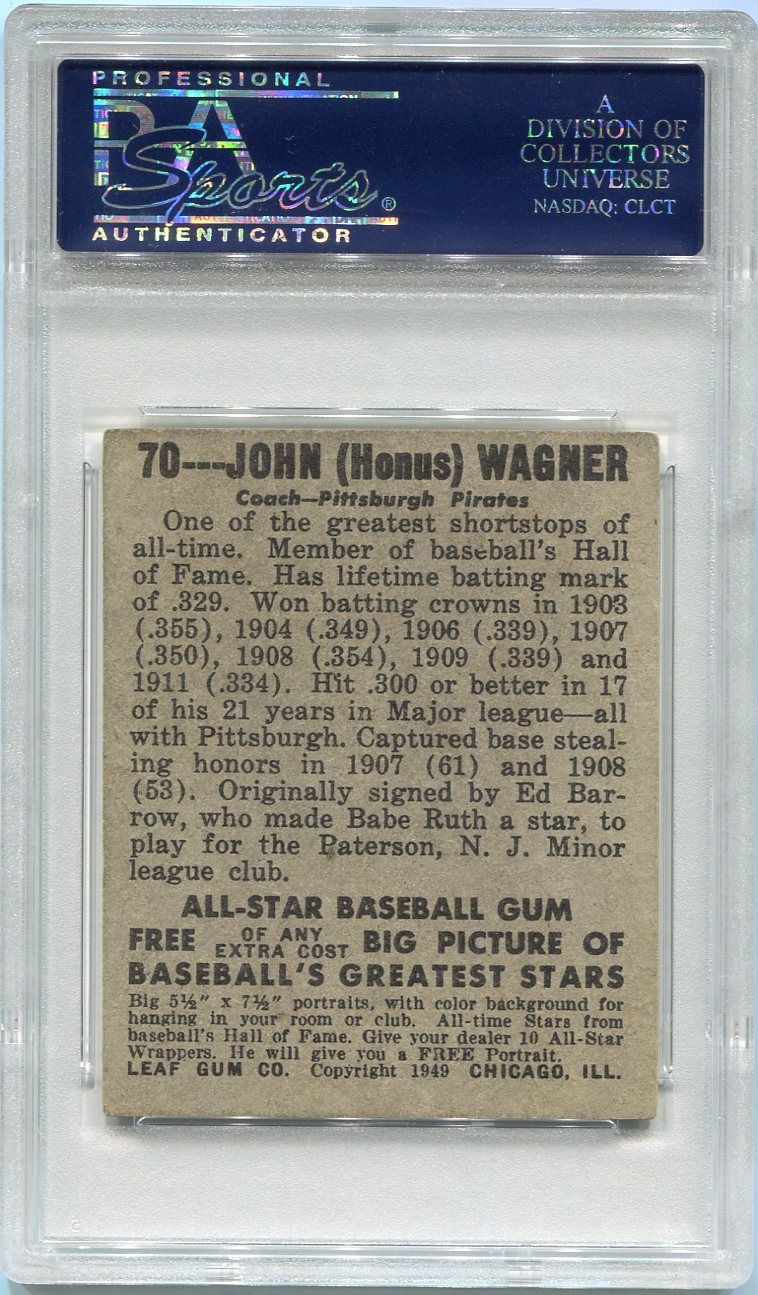 PROFESSIONAL
PSA
Sports®
AUTHENTICATOR
A
DIVISION OF
COLLECTORS
UNIVERSE
NASDAQ: CLCT
70---JOHN (Honus) WAGNER
Coach—Pittsburgh Pirates
One of the greatest shortstops of
all-time. Member of baseball's Hall
of Fame. Has lifetime batting mark
of .329. Won batting crowns in 1903
(.355), 1904 (.349), 1906 (.339), 1907
(.350), 1908 (.354), 1909 (.339) and
1911 (.334). Hit .300 or better in 17
of his 21 years in Major league—all
with Pittsburgh. Captured base steal-
ing honors in 1907 (61) and 1908
(53). Originally signed by Ed Bar-
row, who made Babe Ruth a star, to
play for the Paterson, N. J. Minor
league club.
ALL-STAR BASEBALL GUM
FREE OF ANY EXTRA COST BIG PICTURE OF
BASEBALL'S GREATEST STARS
Big 5½" x 7½" portraits, with color background for
hanging in your room or club. All-time Stars from
baseball's Hall of Fame. Give your dealer 10 All-Star
Wrappers. He will give you a FREE Portrait.
LEAF GUM CO. Copyright 1949 CHICAGO, ILL.